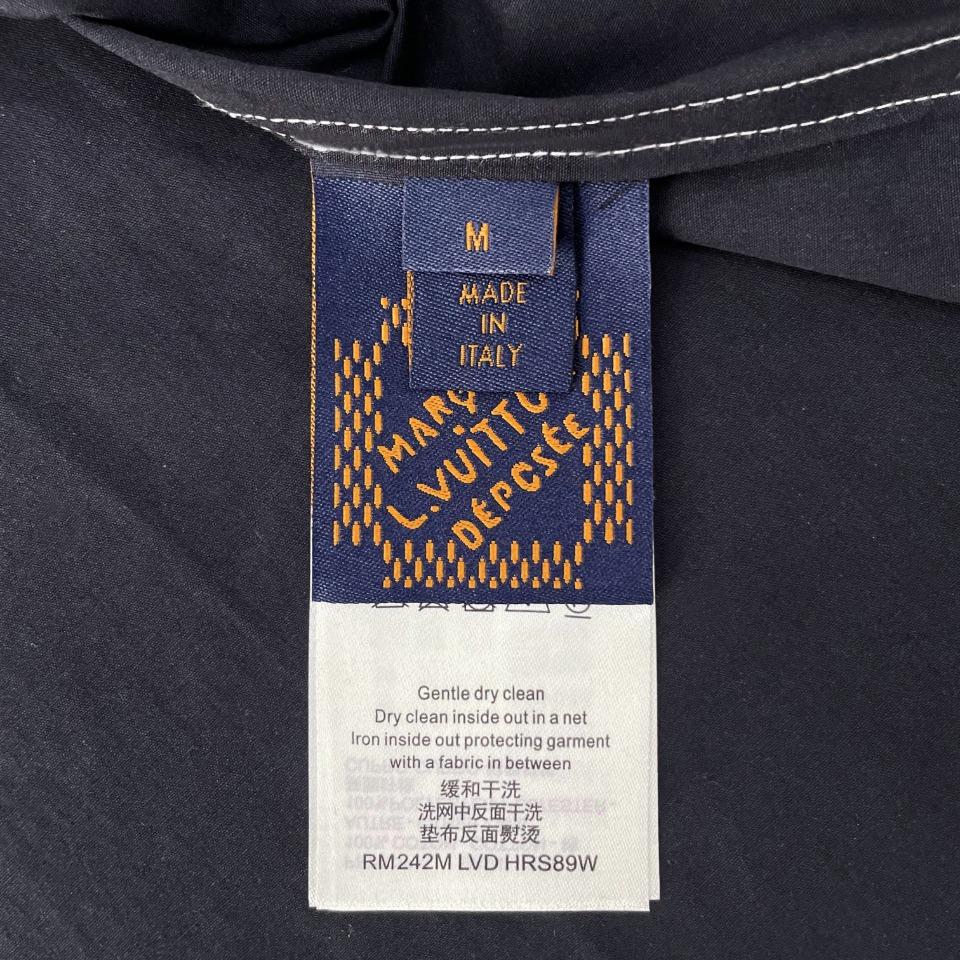 M
MADE
IN
ITALY
MARQ
L.VUITTO
DÉPOSÉE
Gentle dry clean
Dry clean inside out in a net
Iron inside out protecting garment
with a fabric in between
缓和干洗
洗网中反面干洗
垫布反面熨烫
RM242M LVD HRS89W